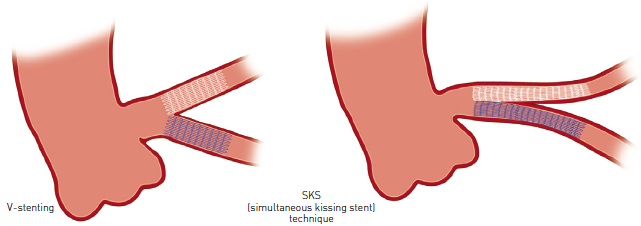 V-stenting
SKS
(simultaneous kissing stent)
technique